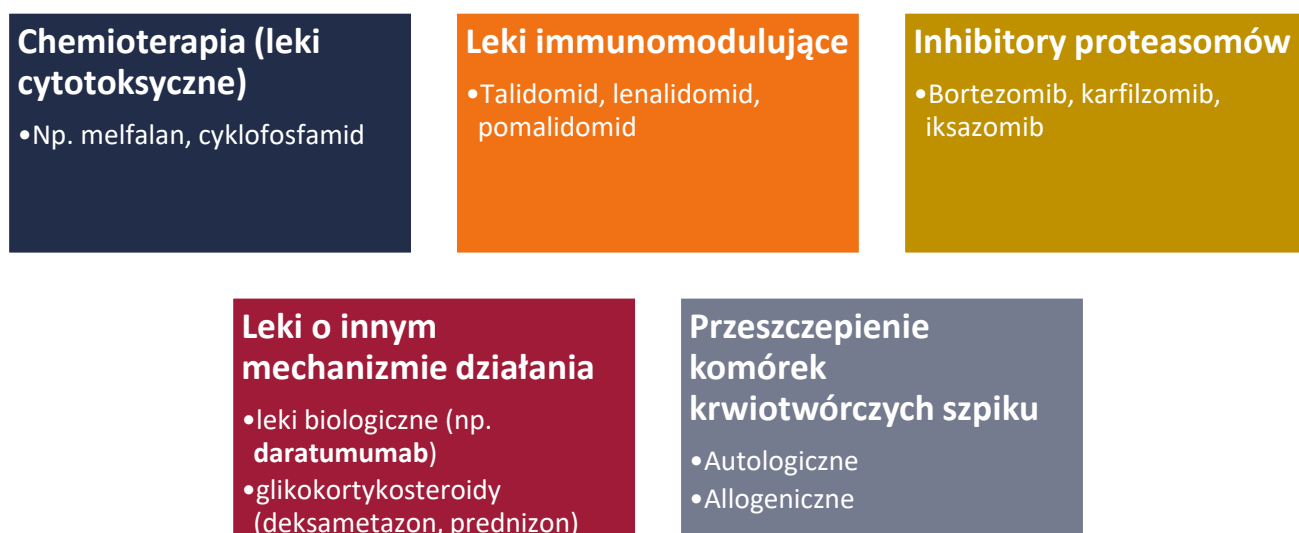 Chemioterapia (leki
cytotoksyczne)
•Np. melfalan, cyklofosfamid
Leki immunomodulujące
•Talidomid, lenalidomid,
pomalidomid
Inhibitory proteasomów
•Bortezomib, karfilzomib,
iksazomib
Leki o innym
mechanizmie działania
•leki biologiczne (np.
daratumumab)
•glikokortykosteroidy
(deksametazon, prednizon)
Przeszczepienie
komórek
krwiotwórczych szpiku
•Autologiczne
•Allogeniczne